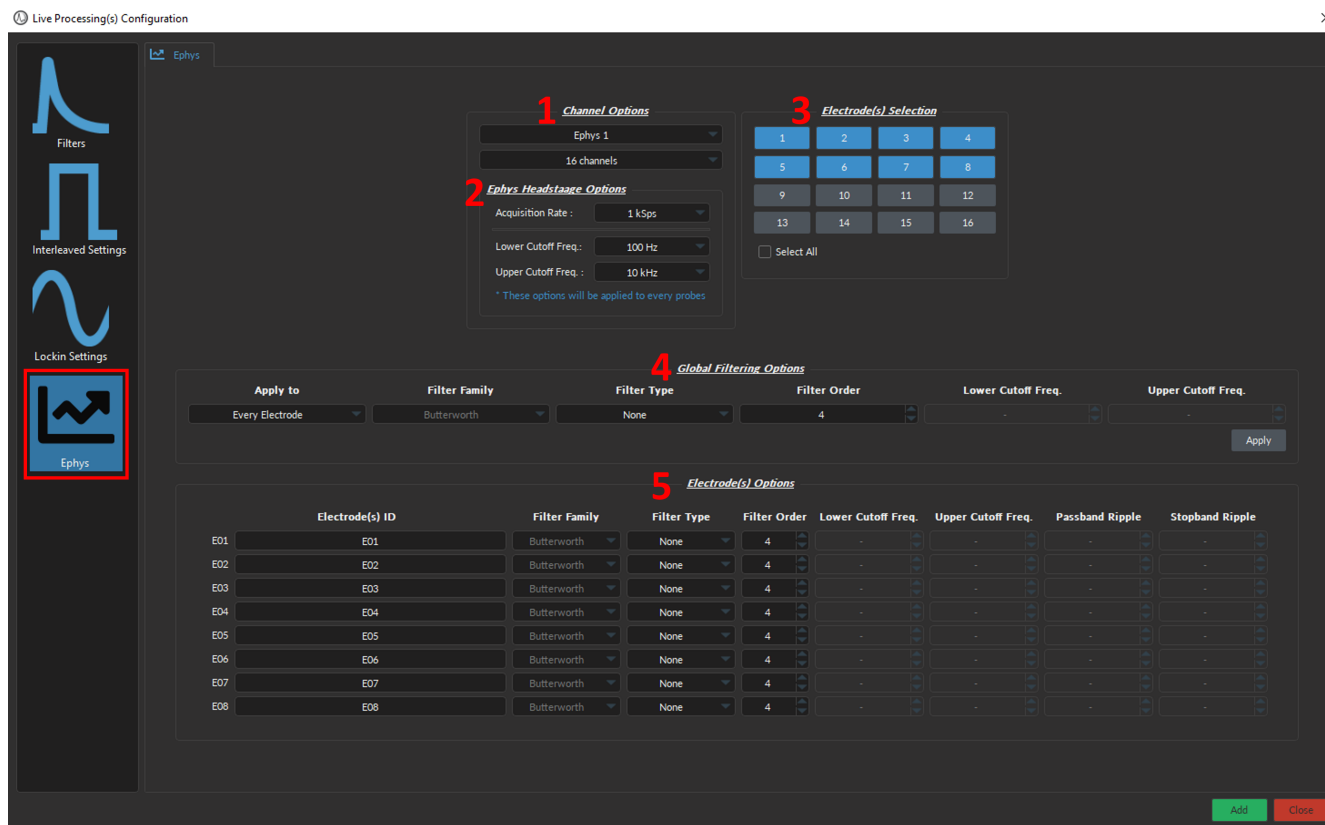 Live Processing(s) Configuration
Ephys
Filters
Interleaved Settings
Lockin Settings
Ephys
1 Channel Options
Ephys 1
16 channels
2 Ephys Headstaage Options
Acquisition Rate : 1 kSps
Lower Cutoff Freq.: 100 Hz
Upper Cutoff Freq. : 10 kHz
* These options will be applied to every probes
3 Electrode(s) Selection
1 2 3 4
5 6 7 8
9 10 11 12
13 14 15 16
Select All
4 Global Filtering Options
Apply to Filter Family Filter Type Filter Order Lower Cutoff Freq. Upper Cutoff Freq.
Every Electrode Butterworth None 4 - -
Apply
5 Electrode(s) Options
Electrode(s) ID Filter Family Filter Type Filter Order Lower Cutoff Freq. Upper Cutoff Freq. Passband Ripple Stopband Ripple
E01 E01 Butterworth None 4 - - - -
E02 E02 Butterworth None 4 - - - -
E03 E03 Butterworth None 4 - - - -
E04 E04 Butterworth None 4 - - - -
E05 E05 Butterworth None 4 - - - -
E06 E06 Butterworth None 4 - - - -
E07 E07 Butterworth None 4 - - - -
E08 E08 Butterworth None 4 - - - -
Add Close